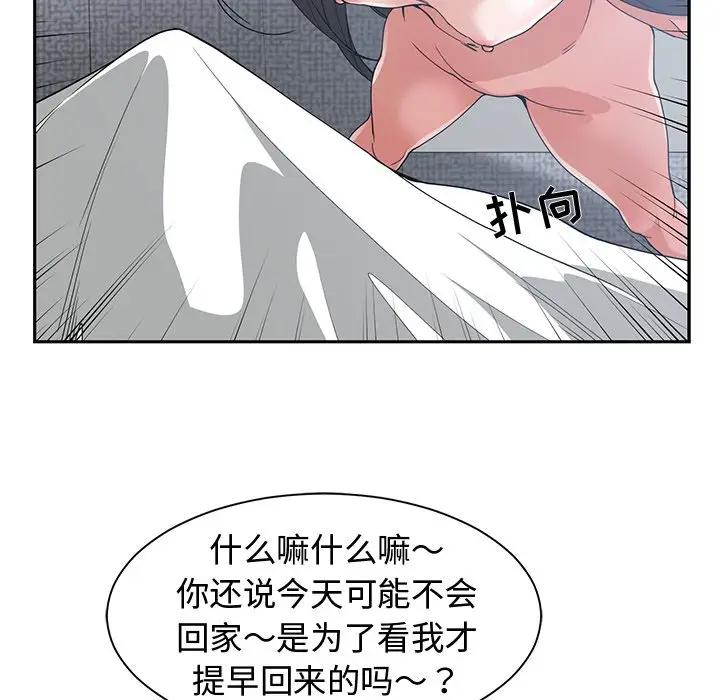 扑向
什么嘛什么嘛～
你还说今天可能不会
回家～是为了看我才
提早回来的吗～？